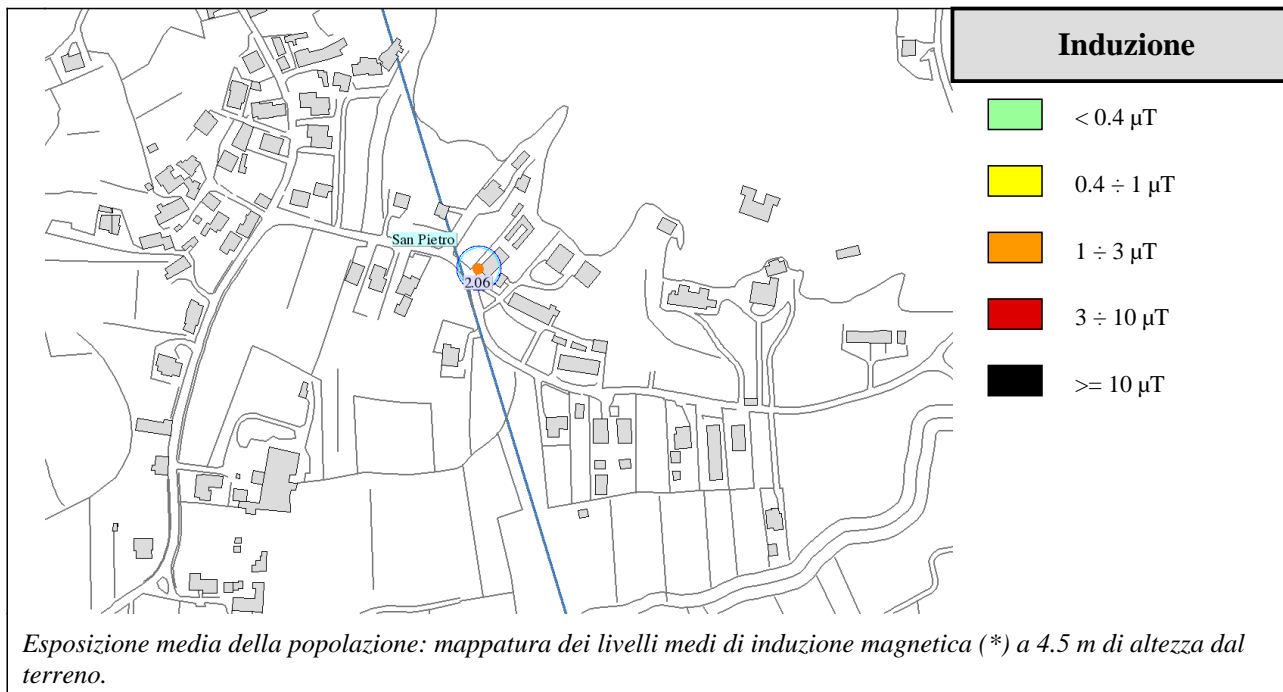 Induzione
< 0.4 µT
0.4 ÷ 1 µT
1 ÷ 3 µT
3 ÷ 10 µT
>= 10 µT
San Pietro
2.06
Esposizione media della popolazione: mappatura dei livelli medi di induzione magnetica (*) a 4.5 m di altezza dal
terreno.